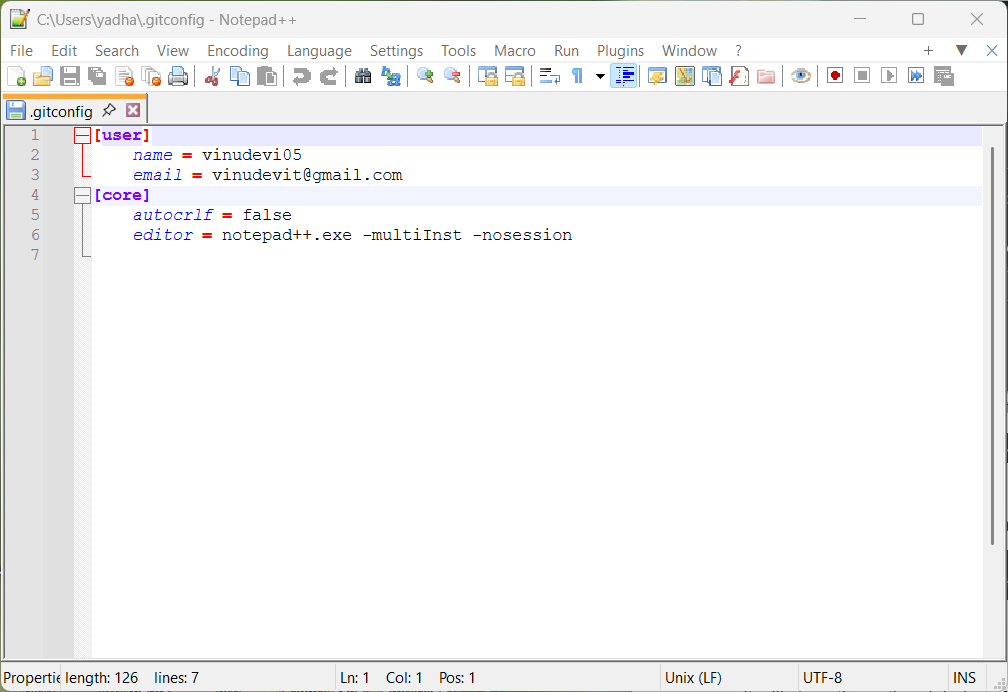 C:\Users\yadha\.gitconfig - Notepad++
File Edit Search View Encoding Language Settings Tools Macro Run Plugins Window ?
.gitconfig
1 [user]
2 name = vinudevi05
3 email = vinudevit@gmail.com
4 [core]
5 autocrlf = false
6 editor = notepad++.exe -multiInst -nosession
7
Propertie length: 126 lines: 7 Ln: 1 Col: 1 Pos: 1 Unix (LF) UTF-8 INS